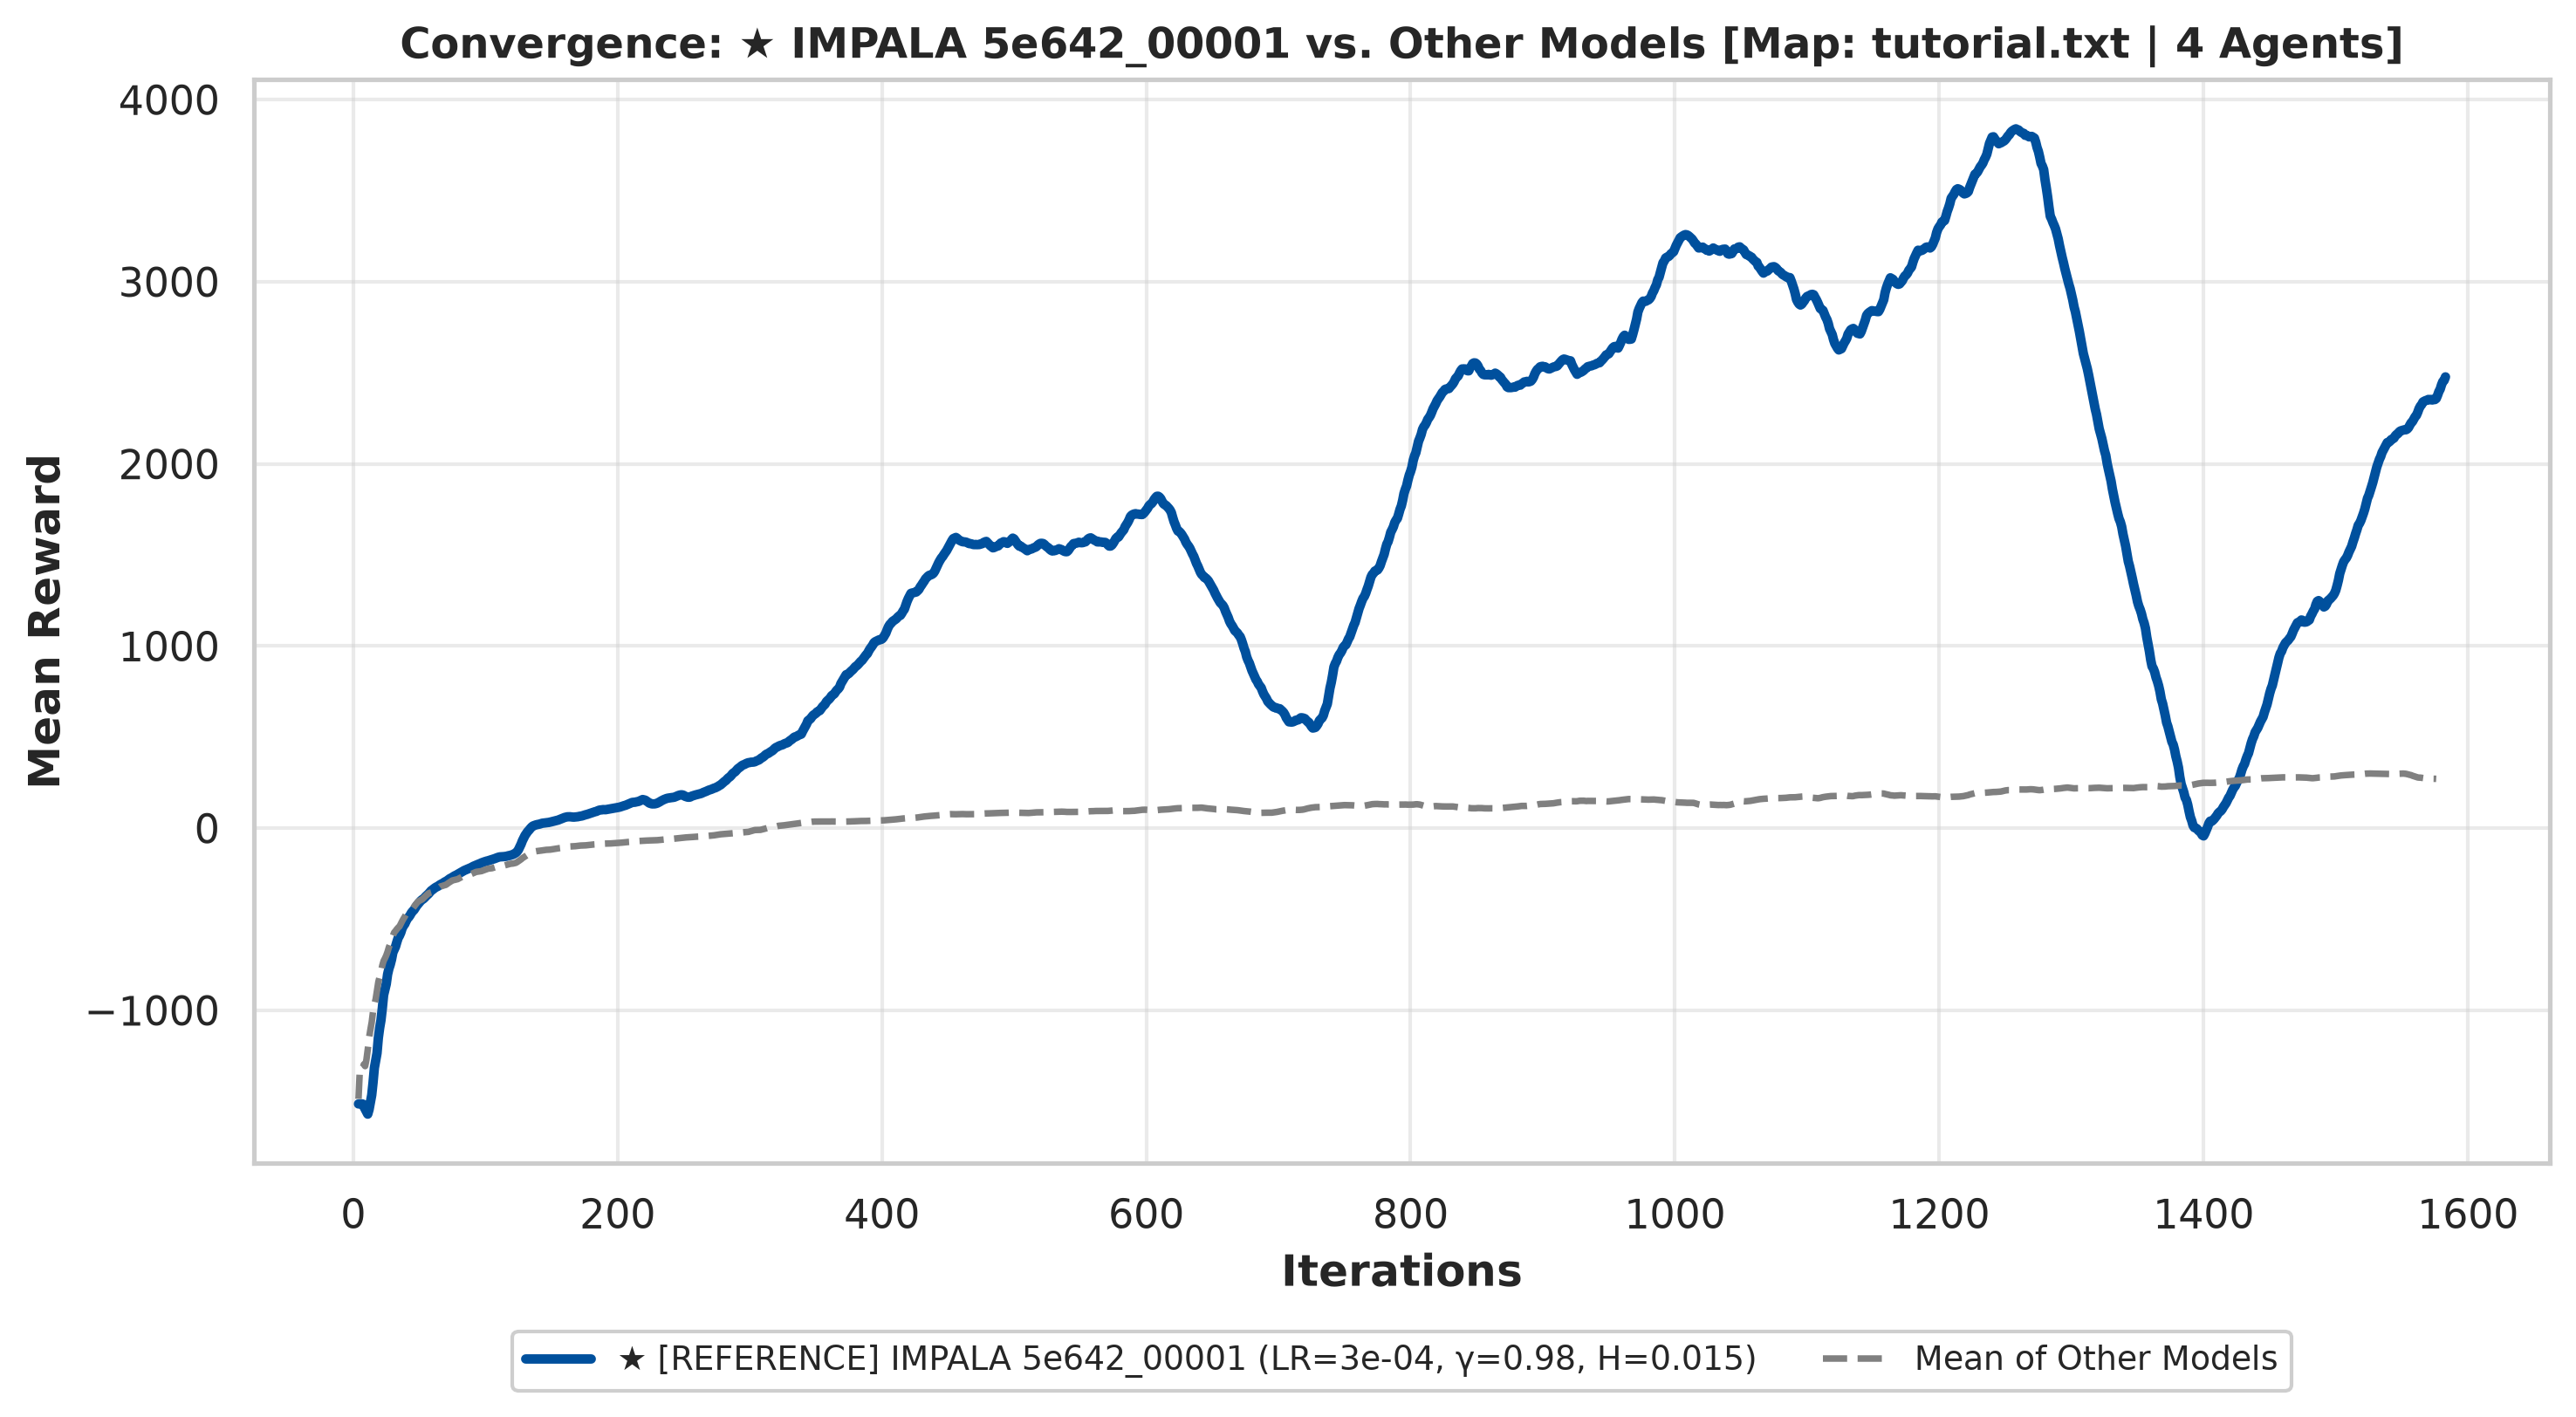 Convergence: ★ IMPALA 5e642_00001 vs. Other Models [Map: tutorial.txt | 4 Agents]
4000
3000
2000
1000
0
−1000
Mean Reward
0 200 400 600 800 1000 1200 1400 1600
Iterations
★ [REFERENCE] IMPALA 5e642_00001 (LR=3e-04, γ=0.98, H=0.015) Mean of Other Models